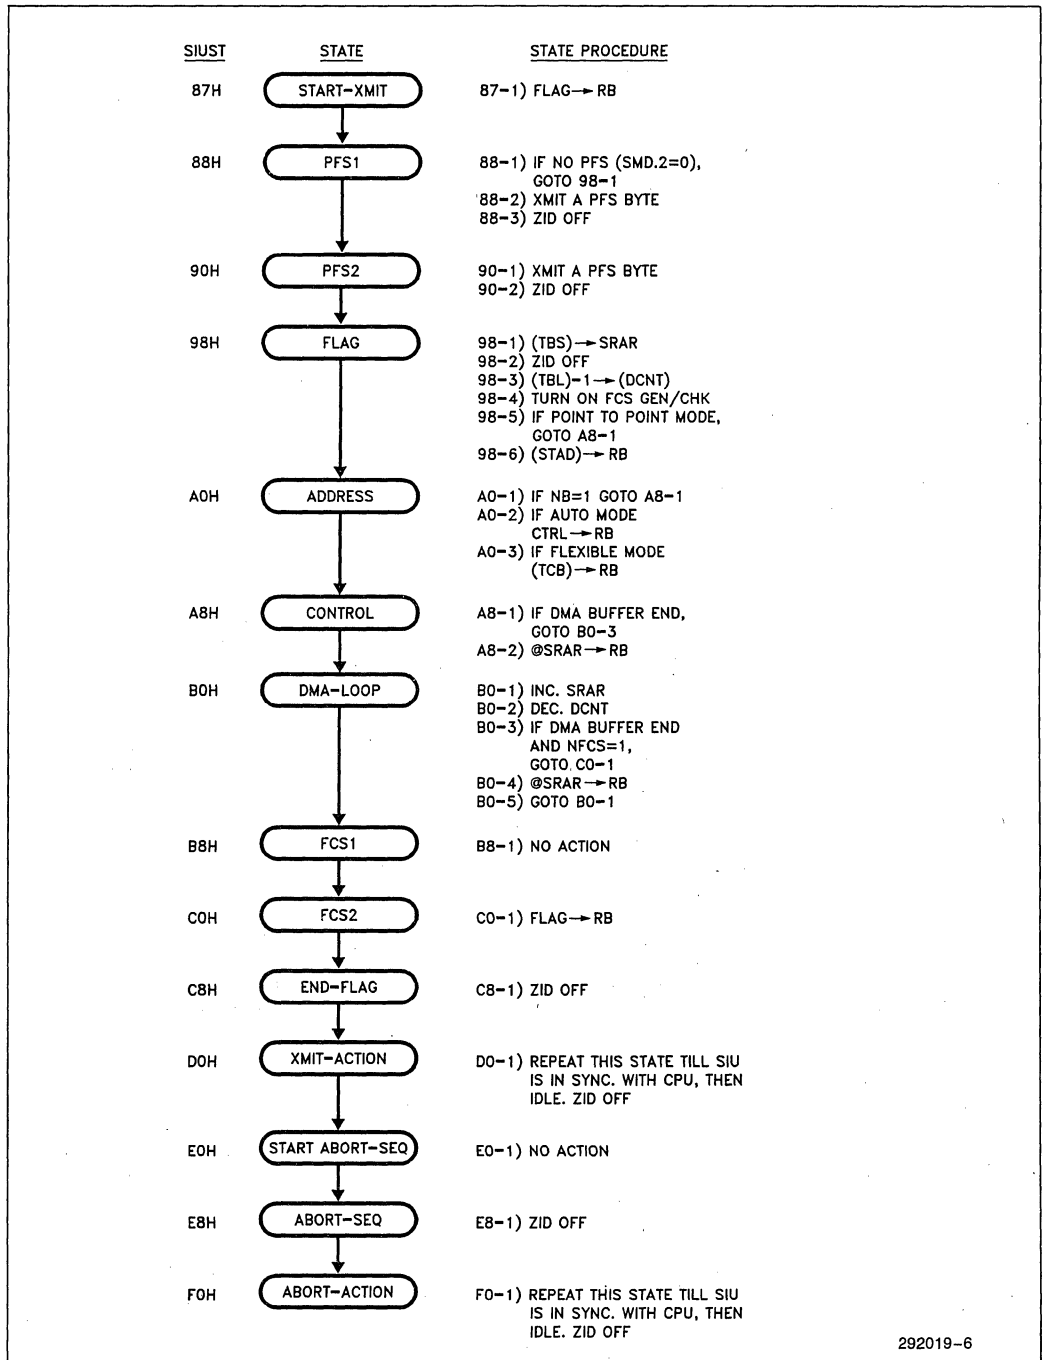 SIUST STATE STATE PROCEDURE
87H START-XMIT 87-1) FLAG→RB
88H PFS1 88-1) IF NO PFS (SMD.2=0),
GOTO 98-1
88-2) XMIT A PFS BYTE
88-3) ZID OFF
90H PFS2 90-1) XMIT A PFS BYTE
90-2) ZID OFF
98H FLAG 98-1) (TBS)→SRAR
98-2) ZID OFF
98-3) (TBL)-1→(DCNT)
98-4) TURN ON FCS GEN/CHK
98-5) IF POINT TO POINT MODE,
GOTO A8-1
98-6) (STAD)→RB
A0H ADDRESS A0-1) IF NB=1 GOTO A8-1
A0-2) IF AUTO MODE
CTRL→RB
A0-3) IF FLEXIBLE MODE
(TCB)→RB
A8H CONTROL A8-1) IF DMA BUFFER END,
GOTO B0-3
A8-2) @SRAR→RB
B0H DMA-LOOP B0-1) INC. SRAR
B0-2) DEC. DCNT
B0-3) IF DMA BUFFER END
AND NFCS=1,
GOTO C0-1
B0-4) @SRAR→RB
B0-5) GOTO B0-1
B8H FCS1 B8-1) NO ACTION
C0H FCS2 C0-1) FLAG→RB
C8H END-FLAG C8-1) ZID OFF
D0H XMIT-ACTION D0-1) REPEAT THIS STATE TILL SIU
IS IN SYNC. WITH CPU, THEN
IDLE. ZID OFF
E0H START ABORT-SEQ E0-1) NO ACTION
E8H ABORT-SEQ E8-1) ZID OFF
F0H ABORT-ACTION F0-1) REPEAT THIS STATE TILL SIU
IS IN SYNC. WITH CPU, THEN
IDLE. ZID OFF
292019-6